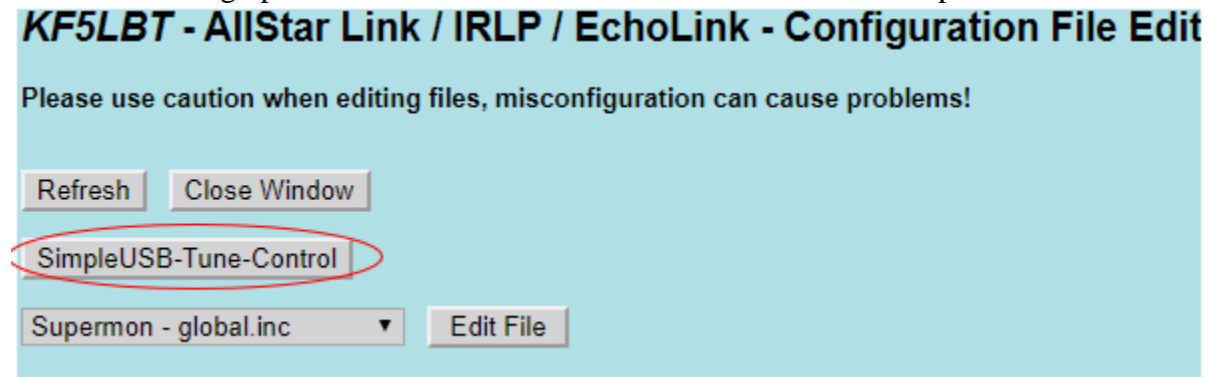 KF5LBT - AllStar Link / IRLP / EchoLink - Configuration File Edit
Please use caution when editing files, misconfiguration can cause problems!
Refresh Close Window
SimpleUSB-Tune-Control
Supermon - global.inc Edit File